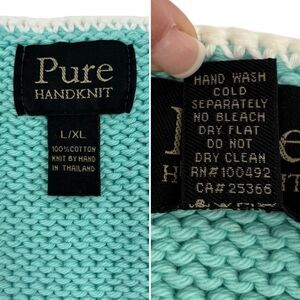 Pure
HANDKNIT
L/XL
100% COTTON
KNIT BY HAND
IN THAILAND
HAND WASH
COLD
SEPARATELY
NO BLEACH
DRY FLAT
DO NOT
DRY CLEAN
RN#100492
CA#25366